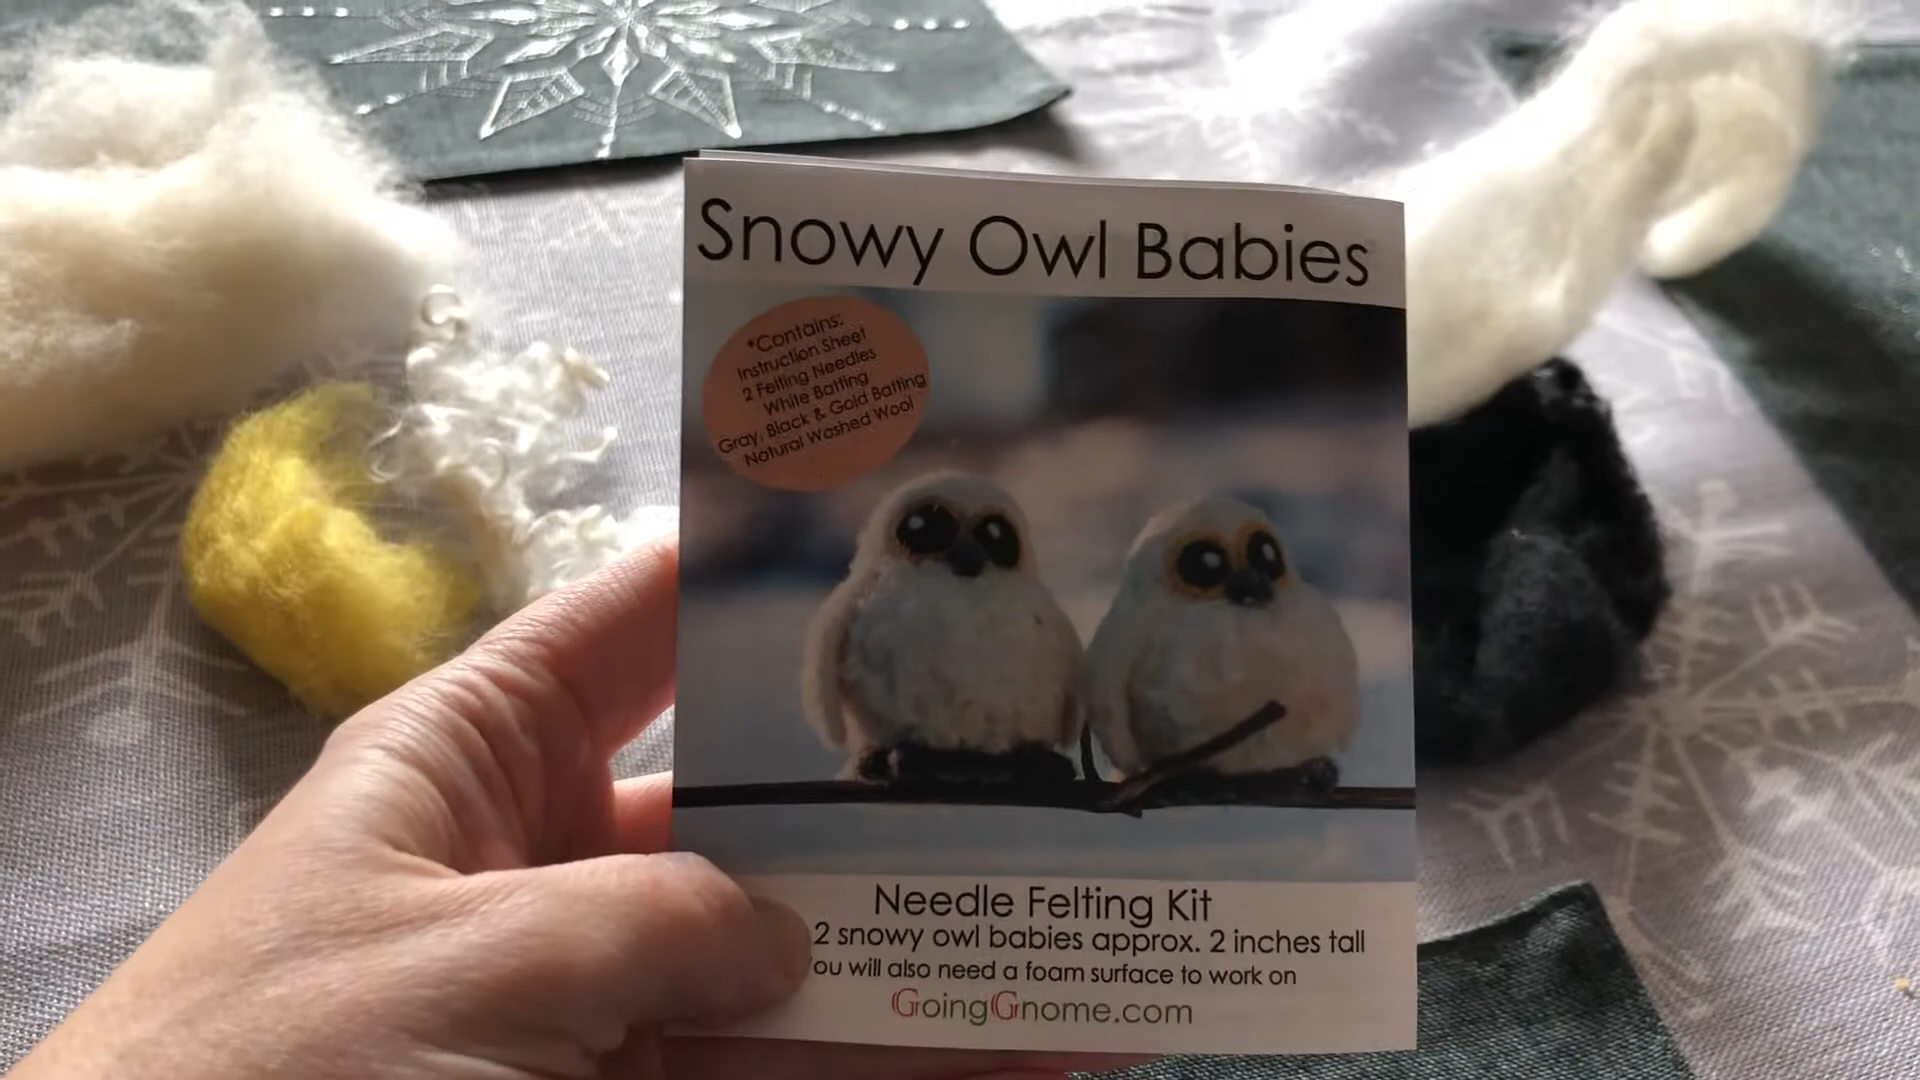 Snowy Owl Babies
*Contains:
Instruction Sheet
2 Felting Needles
White Batting
Gray, Black & Gold Batting
Natural Washed Wool
Needle Felting Kit
2 snowy owl babies approx. 2 inches tall
ou will also need a foam surface to work on
GoingGnome.com